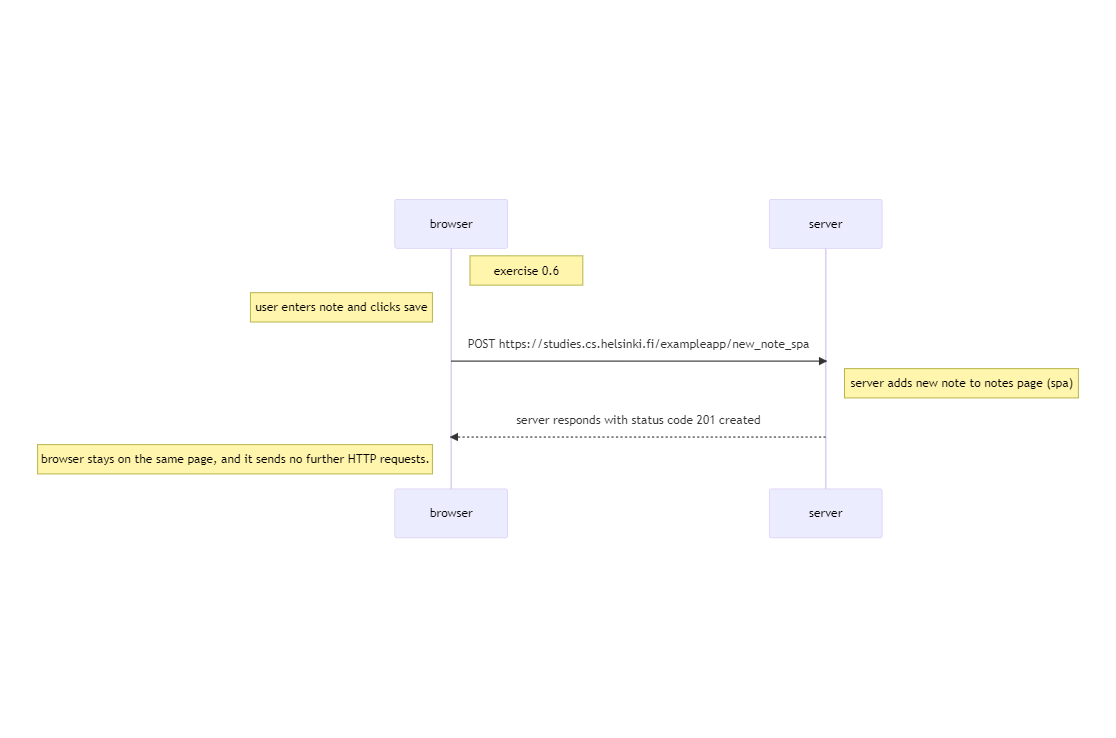 browser
server
exercise 0.6
user enters note and clicks save
POST https://studies.cs.helsinki.fi/exampleapp/new_note_spa
server adds new note to notes page (spa)
server responds with status code 201 created
browser stays on the same page, and it sends no further HTTP requests.
browser
server